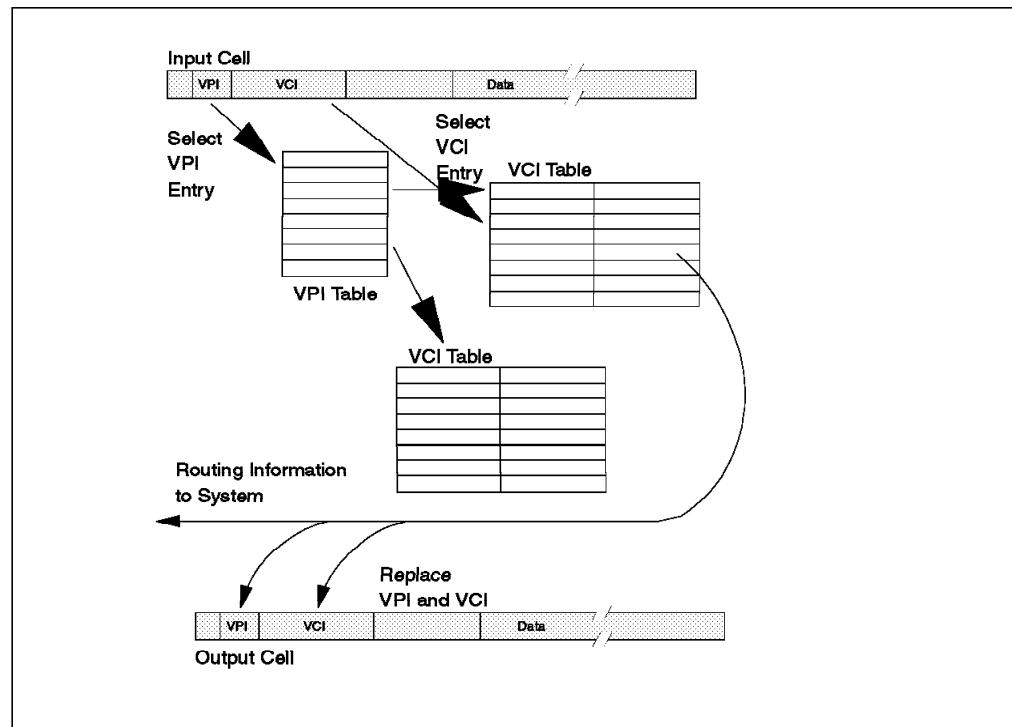 Input Cell
VPI
VCI
Data
Select
VPI
Entry
Select
VCI
Entry
VCI Table
VPI Table
VCI Table
Routing Information
to System
Replace
VPI and VCI
VPI
VCI
Data
Output Cell